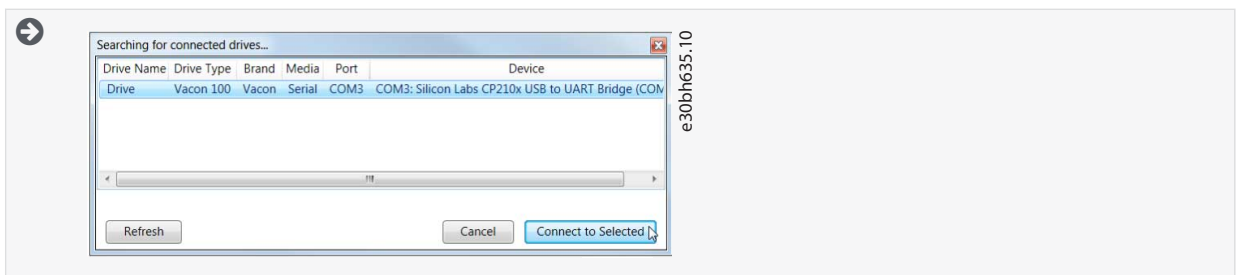 Searching for connected drives...
Drive Name Drive Type Brand Media Port Device
Drive Vacon 100 Vacon Serial COM3 COM3: Silicon Labs CP210x USB to UART Bridge (COM
Refresh Cancel Connect to Selected
e30bh635.10